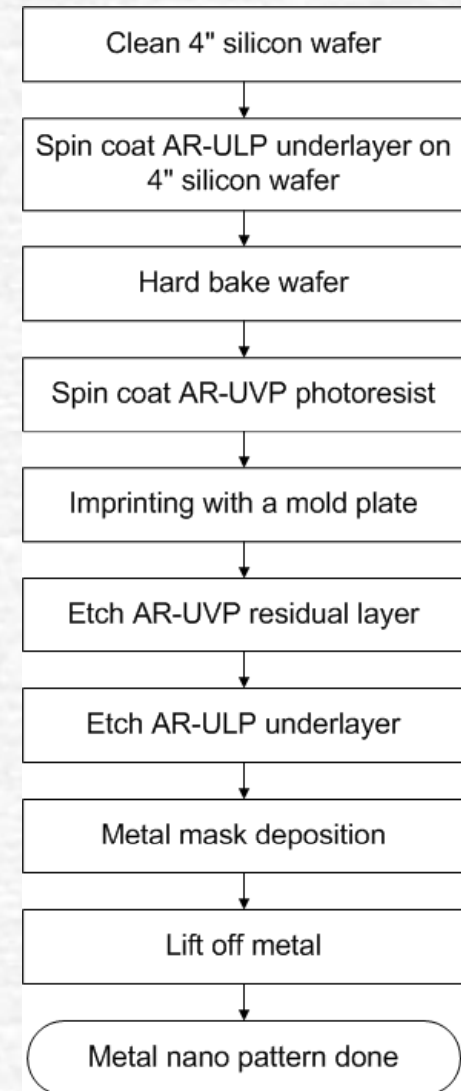 Clean 4" silicon wafer
Spin coat AR-ULP underlayer on
4" silicon wafer
Hard bake wafer
Spin coat AR-UVP photoresist
Imprinting with a mold plate
Etch AR-UVP residual layer
Etch AR-ULP underlayer
Metal mask deposition
Lift off metal
Metal nano pattern done